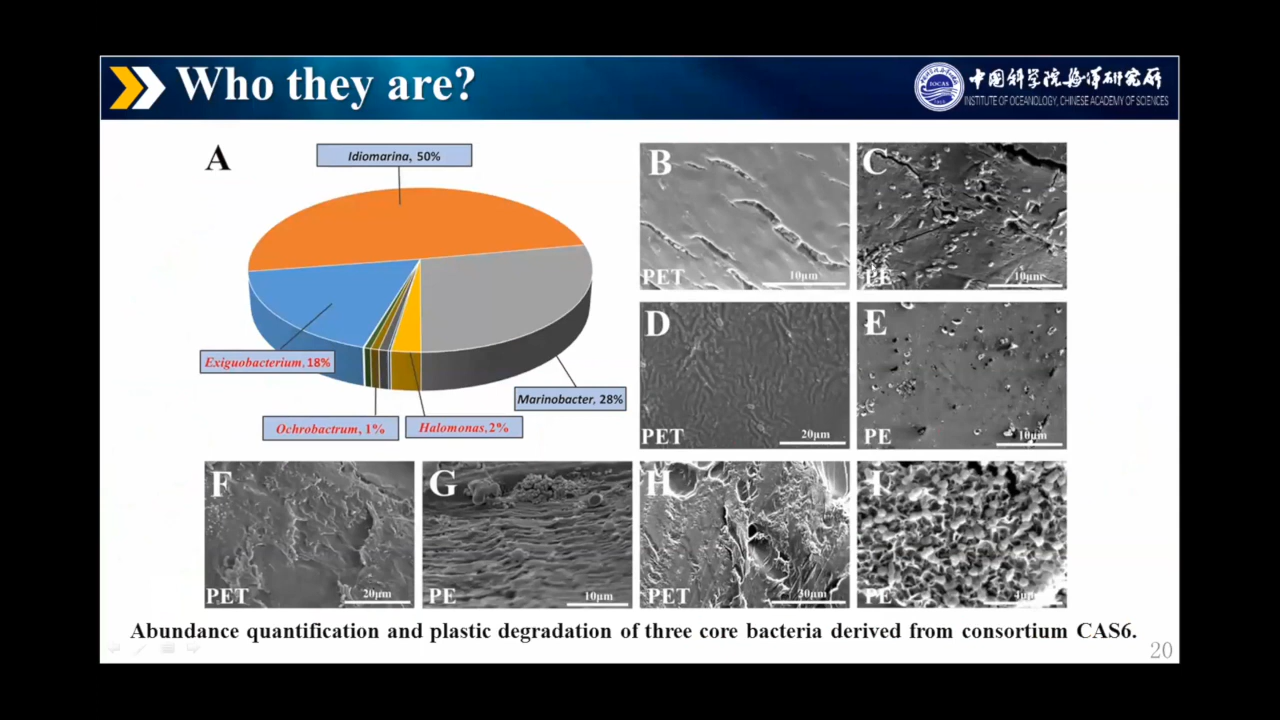 Who they are?
中国科学院海洋研究所
INSTITUTE OF OCEANOLOGY, CHINESE ACADEMY OF SCIENCES
IOCAS
A
Idiomarina, 50%
Exiguobacterium, 18%
Marinobacter, 28%
Ochrobactrum, 1%
Halomonas,2%
B
PET
10μm
C
PE
10μm
D
PET
20μm
E
PE
10μm
F
PET
20μm
G
PE
10μm
H
PET
30μm
I
PE
Abundance quantification and plastic degradation of three core bacteria derived from consortium CAS6.
20